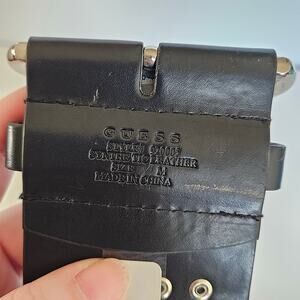 GUESS
SYNTHETIC LEATHER
SIZE M
MADE IN CHINA